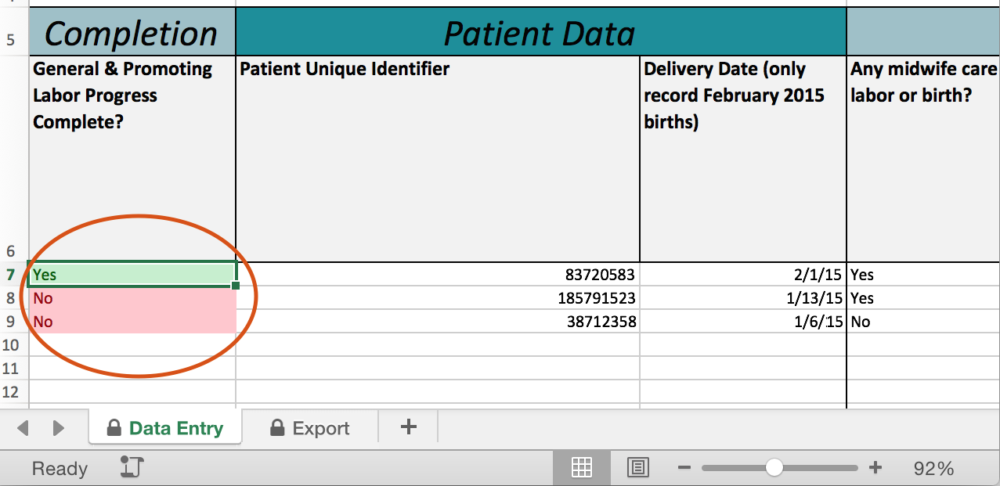 5 Completion Patient Data
General & Promoting
Labor Progress
Complete?
Patient Unique Identifier
Delivery Date (only
record February 2015
births)
Any midwife care
labor or birth?
6
7 Yes 83720583 2/1/15 Yes
8 No 185791523 1/13/15 Yes
9 No 38712358 1/6/15 No
10
11
12
Data Entry Export +
Ready 92%